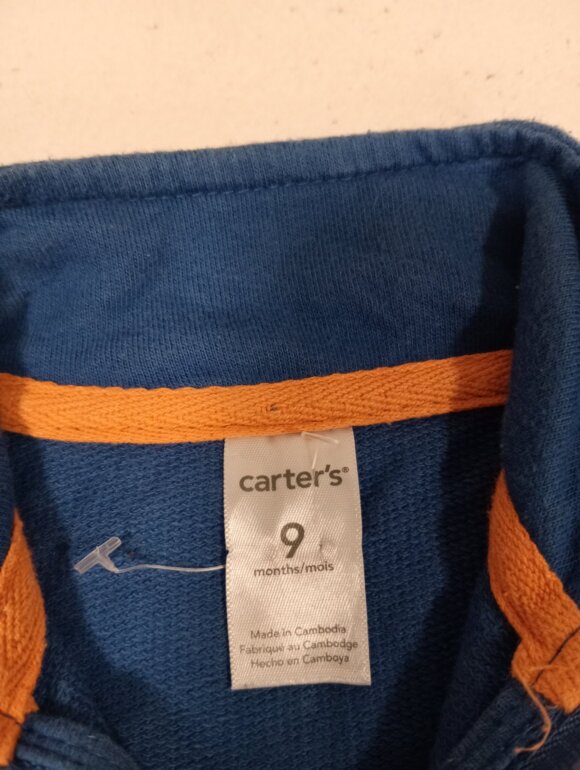 carter's®
9
months/mois
Made in Cambodia
Fabriqué au Cambodge
Hecho en Camboya